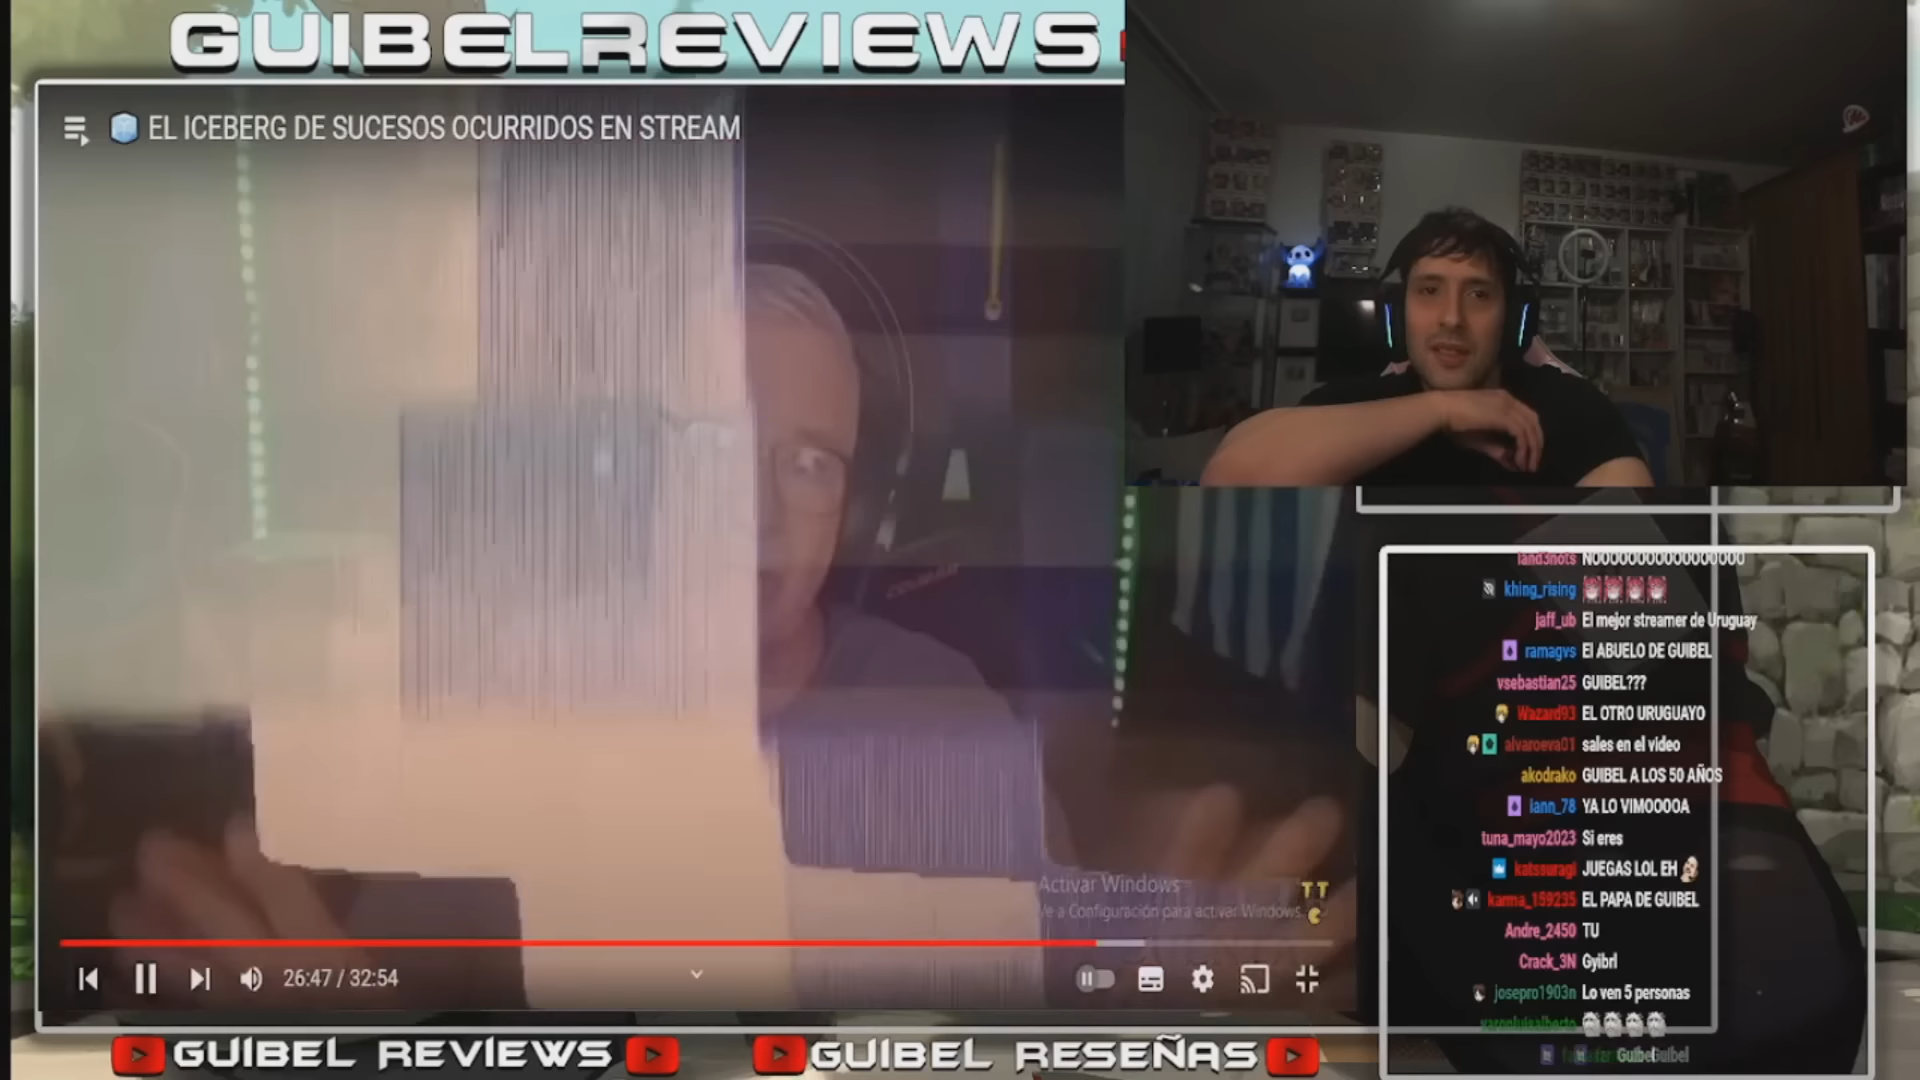 GUIBELREVIEWS
EL ICEBERG DE SUCESOS OCURRIDOS EN STREAM
land3nots NOOOOOOOOOOOOOOOOO
khing_rising
jaff_ub El mejor streamer de Uruguay
ramagvs El ABUELO DE GUIBEL
vsebastian25 GUIBEL???
Wazard93 EL OTRO URUGUAYO
alvaroeva01 sales en el video
akodrako GUIBEL A LOS 50 AÑOS
iann_78 YA LO VIMOOOOA
tuna_mayo2023 Si eres
katssuragi JUEGAS LOL EH
karma_159235 EL PAPA DE GUIBEL
Andre_2450 TU
Crack_3N Gyibrl
josepro1903n Lo ven 5 personas
Activar Windows
Ve a Configuración para activar Windows.
26:47 / 32:54
GUIBEL REVIEWS
GUIBEL RESEÑAS